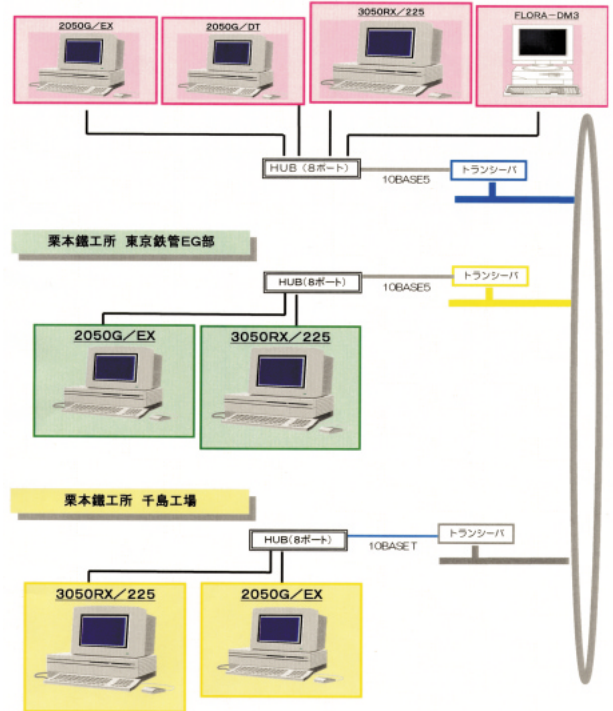 2050G/EX
2050G/DT
3050RX/225
FLORA-DM3
HUB(8ポート)
10BASE5
トランシーバ
栗本鐵工所 東京鉄管EG部
HUB(8ポート)
10BASE5
トランシーバ
2050G/EX
3050RX/225
栗本鐵工所 千島工場
HUB(8ポート)
10BASET
トランシーバ
3050RX/225
2050G/EX